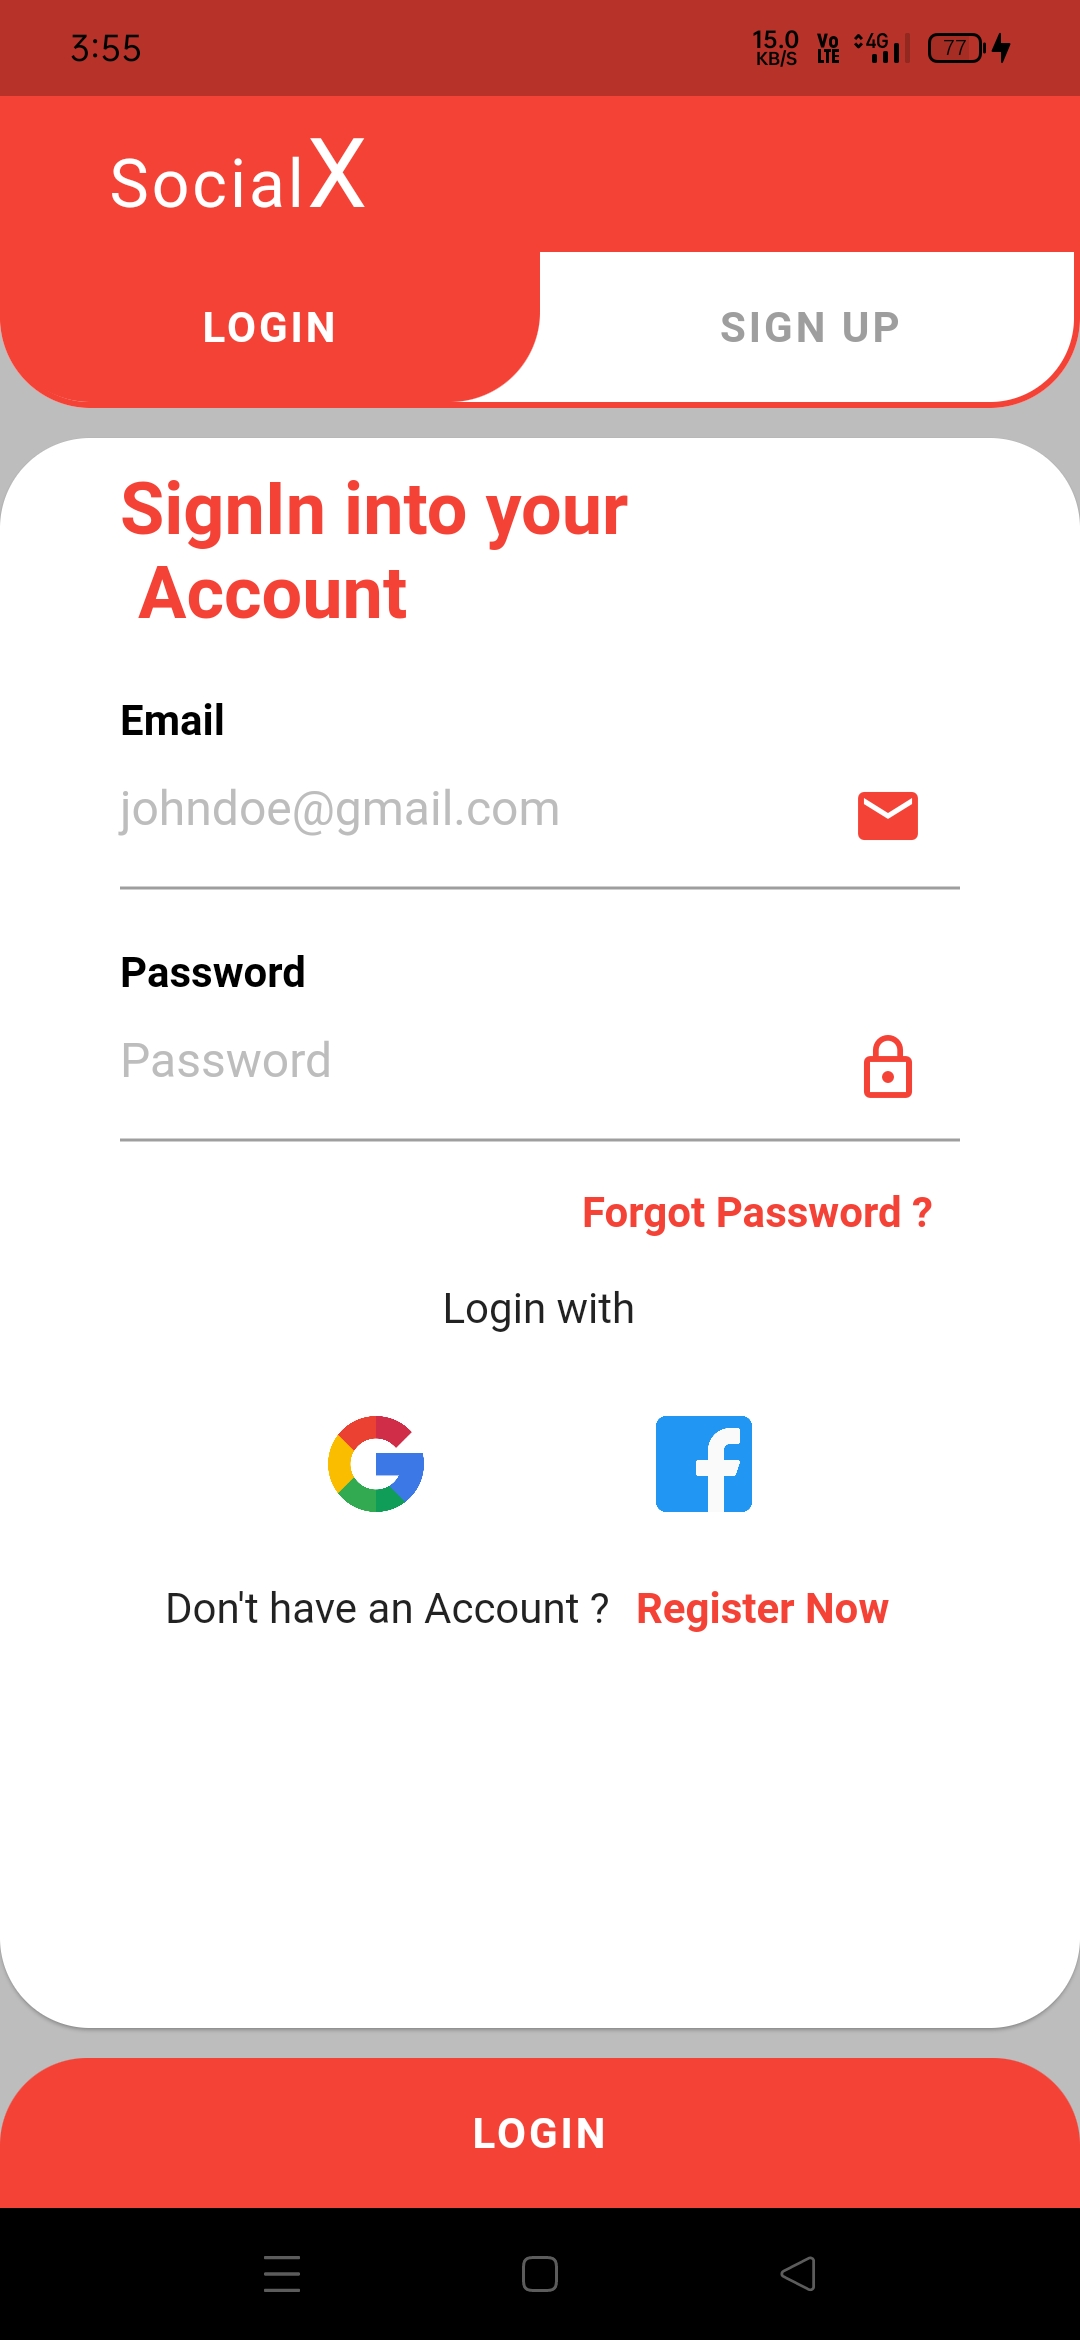 3:55
15.0
KB/S
Vo
LTE
4G
77
SocialX
LOGIN
SIGN UP
SignIn into your
Account
Email
johndoe@gmail.com
Password
Password
Forgot Password ?
Login with
Don't have an Account ? Register Now
LOGIN